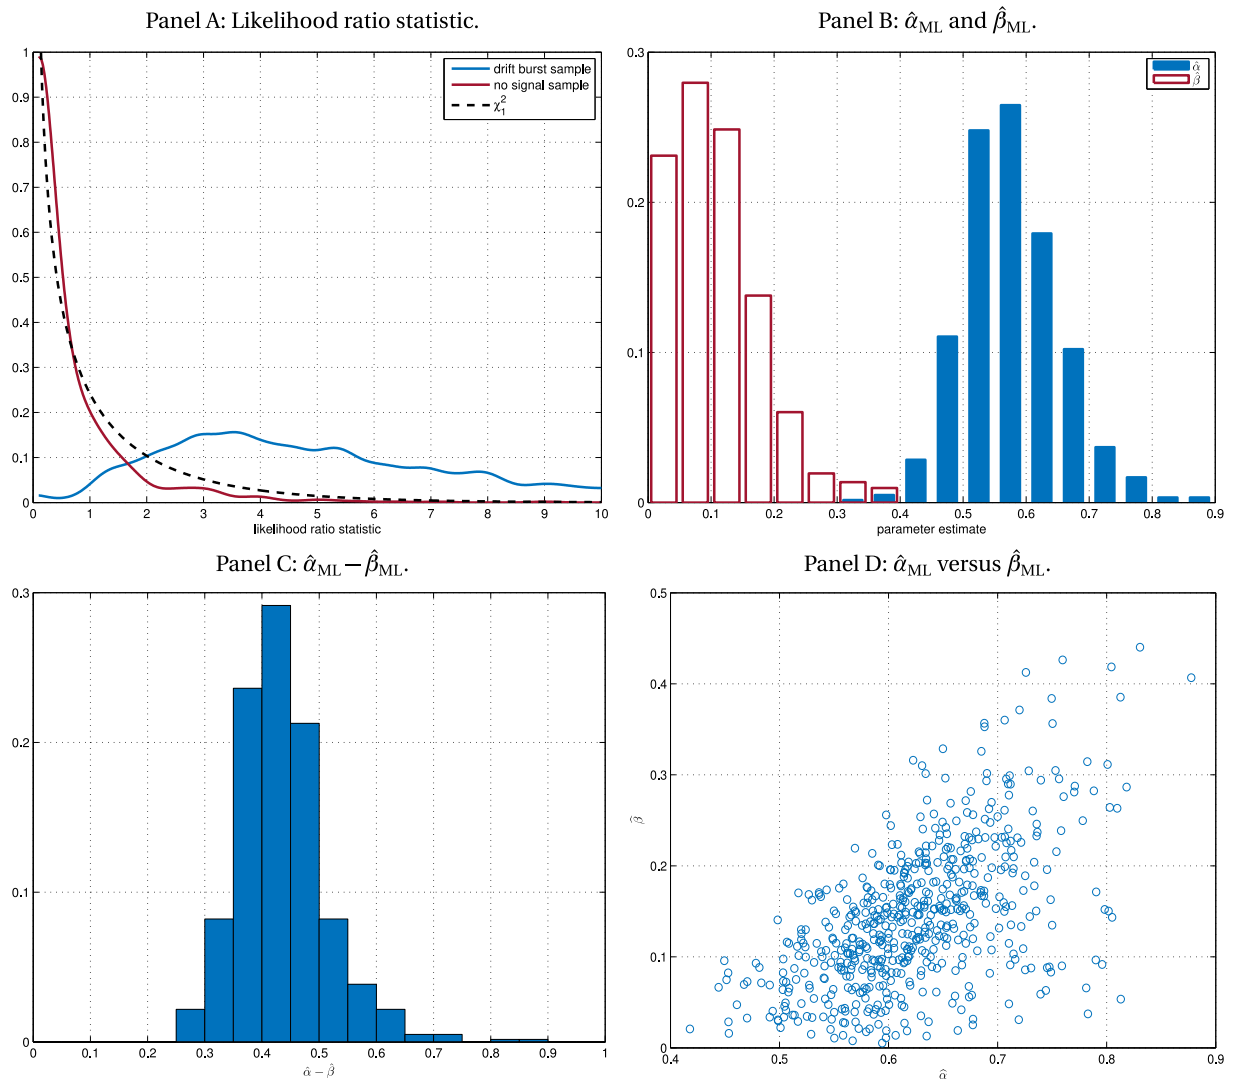 Panel A: Likelihood ratio statistic.
1
0.9
0.8
0.7
0.6
0.5
0.4
0.3
0.2
0.1
0
0 1 2 3 4 5 6 7 8 9 10
likelihood ratio statistic
drift burst sample
no signal sample
χ²₁
Panel B: α̂ML and β̂ML.
0.3
0.2
0.1
0
0 0.1 0.2 0.3 0.4 0.5 0.6 0.7 0.8 0.9
parameter estimate
α̂
β̂
Panel C: α̂ML − β̂ML.
0.3
0.2
0.1
0
0 0.1 0.2 0.3 0.4 0.5 0.6 0.7 0.8 0.9 1
α̂ − β̂
Panel D: α̂ML versus β̂ML.
0.5
0.4
0.3
0.2
0.1
0
β̂
0.4 0.5 0.6 0.7 0.8 0.9
α̂